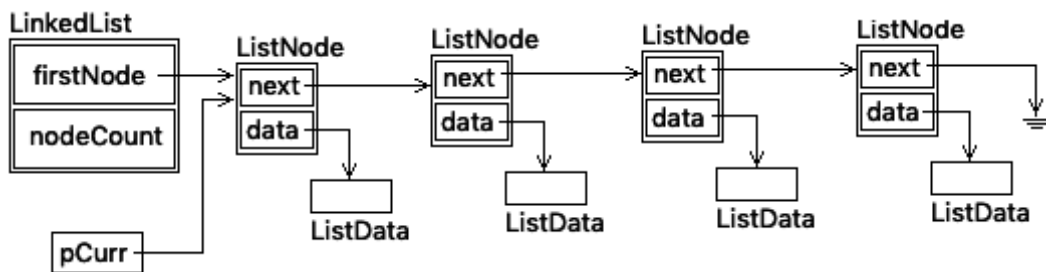 LinkedList
firstNode
nodeCount
pCurr
ListNode
next
data
ListData
ListNode
next
data
ListData
ListNode
next
data
ListData
ListNode
next
data
ListData